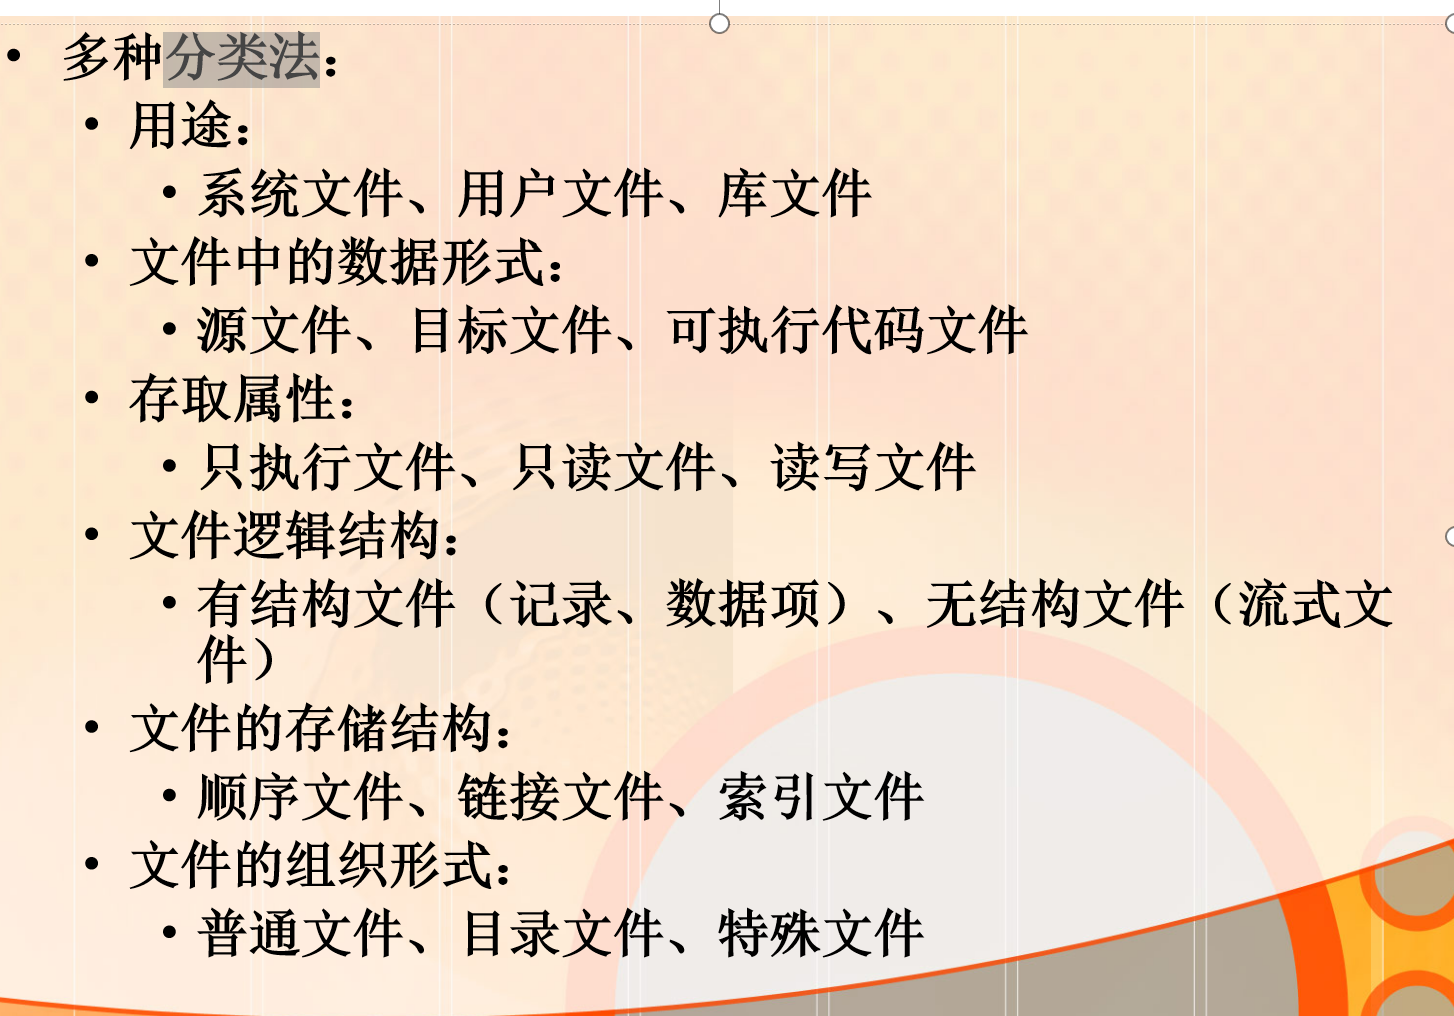 • 多种分类法：
• 用途：
• 系统文件、用户文件、库文件
• 文件中的数据形式：
• 源文件、目标文件、可执行代码文件
• 存取属性：
• 只执行文件、只读文件、读写文件
• 文件逻辑结构：
• 有结构文件（记录、数据项）、无结构文件（流式文
件）
• 文件的存储结构：
• 顺序文件、链接文件、索引文件
• 文件的组织形式：
• 普通文件、目录文件、特殊文件